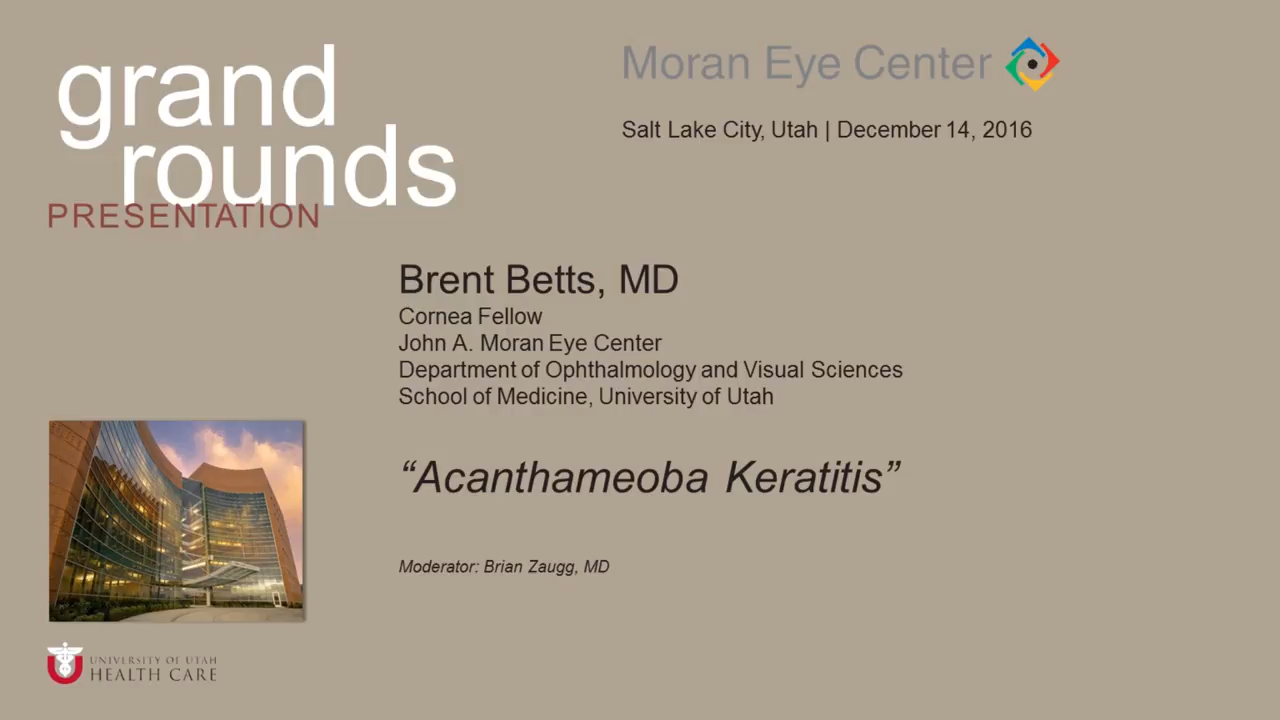 grand
rounds
PRESENTATION
Moran Eye Center
Salt Lake City, Utah | December 14, 2016
Brent Betts, MD
Cornea Fellow
John A. Moran Eye Center
Department of Ophthalmology and Visual Sciences
School of Medicine, University of Utah
“Acanthameoba Keratitis”
Moderator: Brian Zaugg, MD
UNIVERSITY OF UTAH
HEALTH CARE